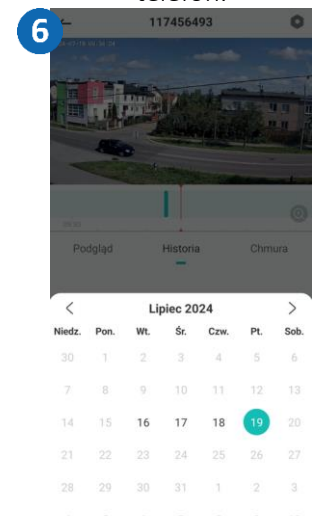 6
117456493
Podgląd Historia Chmura
Lipiec 2024
Niedz. Pon. Wt. Śr. Czw. Pt. Sob.
30 1 2 3 4 5 6
7 8 9 10 11 12 13
14 15 16 17 18 19 20
21 22 23 24 25 26 27
28 29 30 31 1 2 3